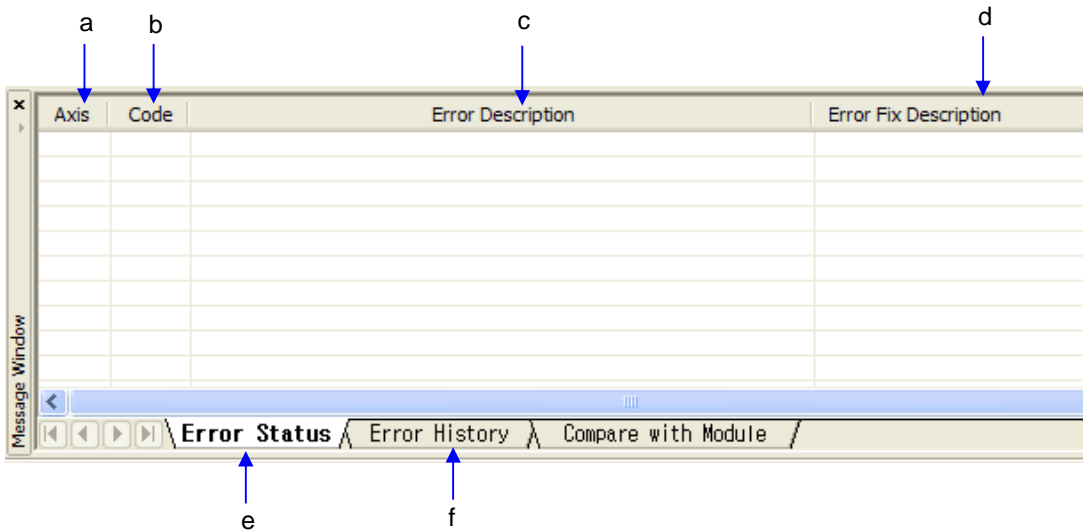 a b c d
Axis Code Error Description Error Fix Description
Message Window
Error Status Error History Compare with Module
e f